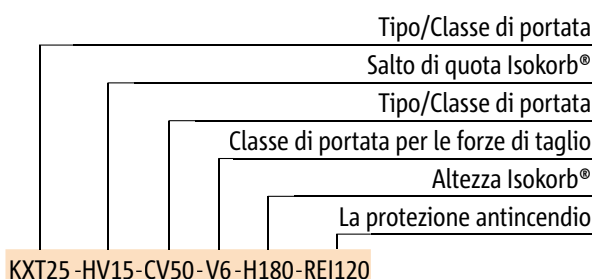 Tipo/Classe di portata
Salto di quota Isokorb®
Tipo/Classe di portata
Classe di portata per le forze di taglio
Altezza Isokorb®
La protezione antincendio
KXT25-HV15-CV50-V6-H180-REI120